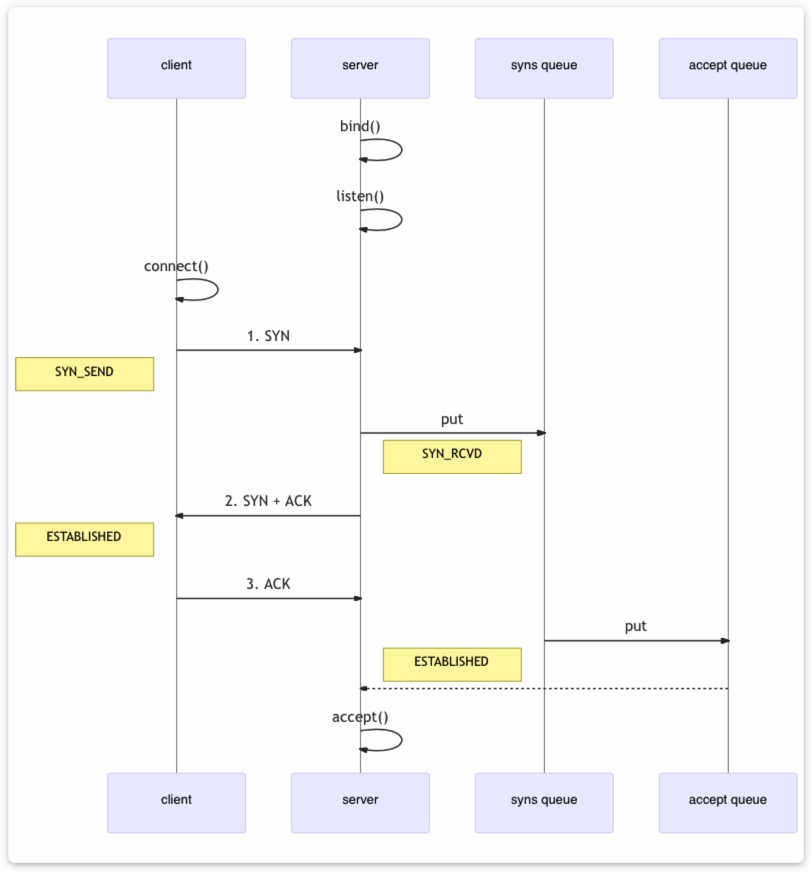 client
server
syns queue
accept queue
bind()
listen()
connect()
1. SYN
SYN_SEND
put
SYN_RCVD
2. SYN + ACK
ESTABLISHED
3. ACK
put
ESTABLISHED
accept()
client
server
syns queue
accept queue